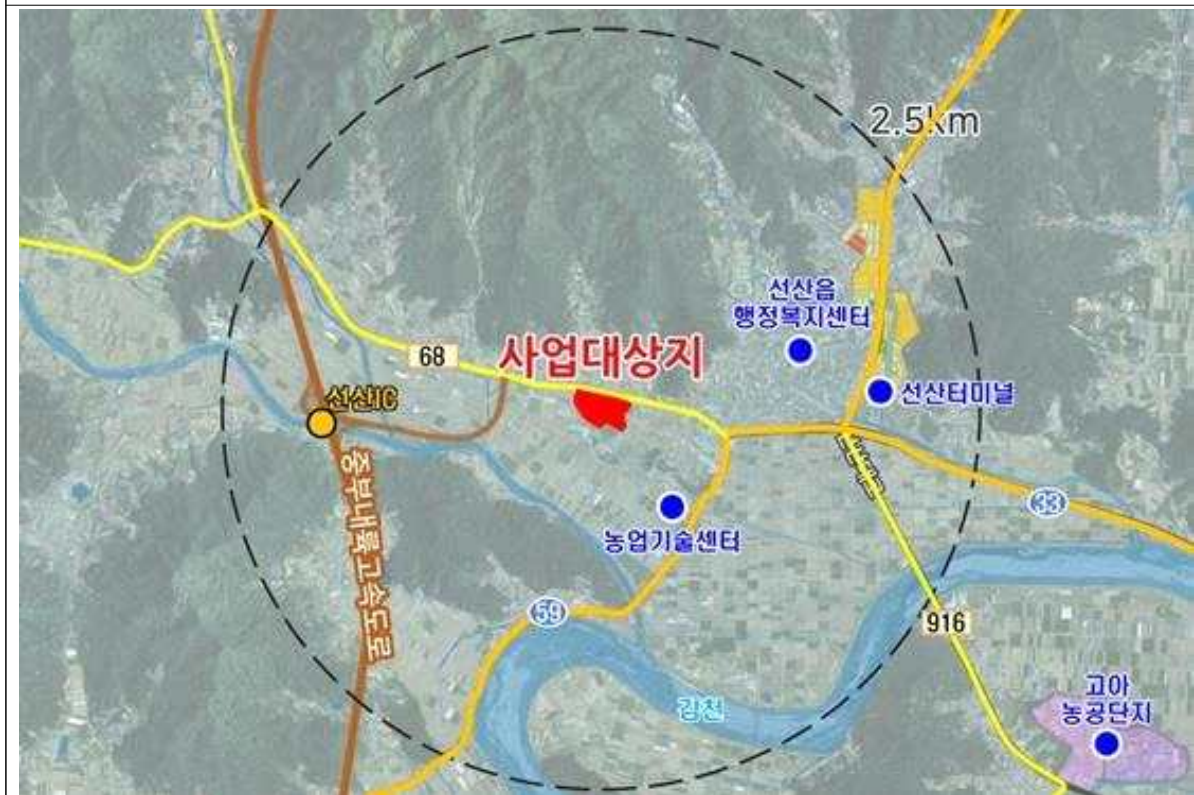 2.5km
선산읍
행정복지센터
사업대상지
68
선산IC
선산터미널
중부내륙고속도로
33
농업기술센터
59
916
감천
고아
농공단지